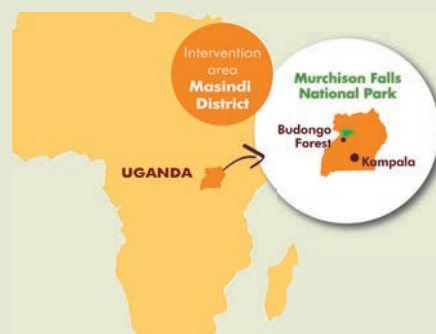 Intervention
area
Masindi
District
Murchison Falls
National Park
Budongo
Forest
Kampala
UGANDA